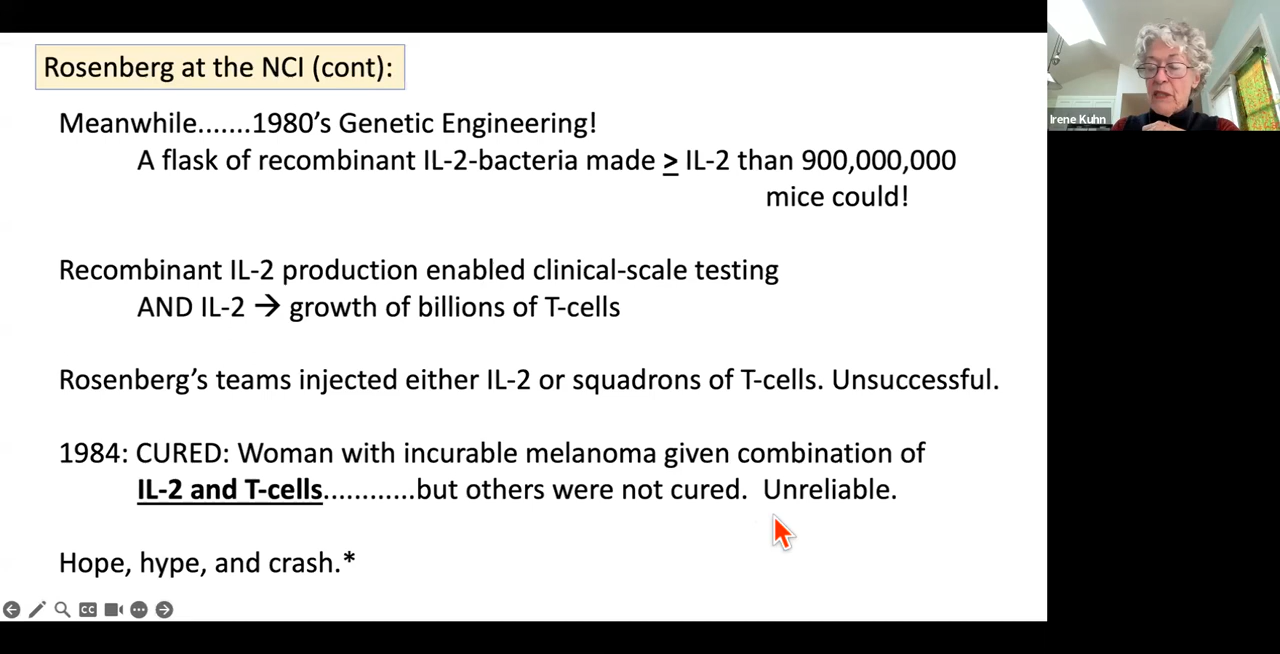 Rosenberg at the NCI (cont):
Irene Kuhn
Meanwhile.......1980’s Genetic Engineering!
A flask of recombinant IL-2-bacteria made > IL-2 than 900,000,000
mice could!
Recombinant IL-2 production enabled clinical-scale testing
AND IL-2 → growth of billions of T-cells
Rosenberg’s teams injected either IL-2 or squadrons of T-cells. Unsuccessful.
1984: CURED: Woman with incurable melanoma given combination of
IL-2 and T-cells............but others were not cured.  Unreliable.
Hope, hype, and crash.*
CC